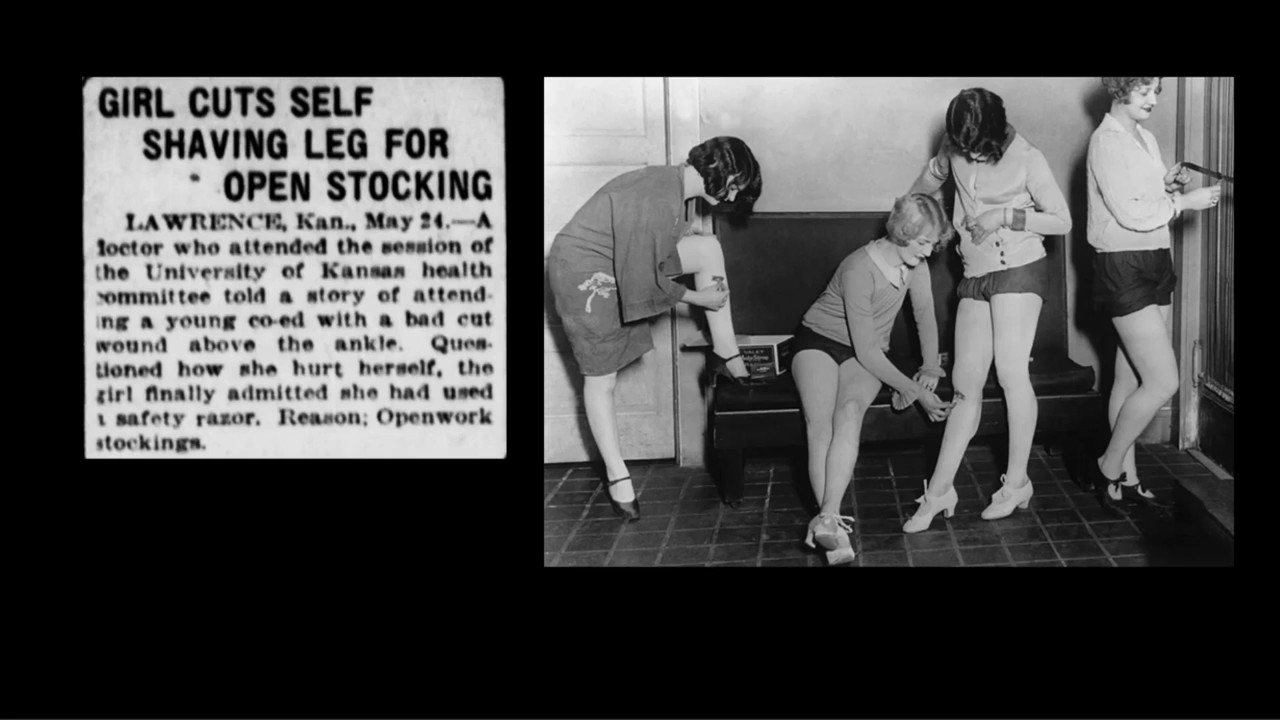 GIRL CUTS SELF
SHAVING LEG FOR
OPEN STOCKING
LAWRENCE, Kan., May 24.—A
doctor who attended the session of
the University of Kansas health
committee told a story of attend-
ing a young co-ed with a bad cut
wound above the ankle. Ques-
tioned how she hurt herself, the
girl finally admitted she had used
a safety razor. Reason; Openwork
stockings.